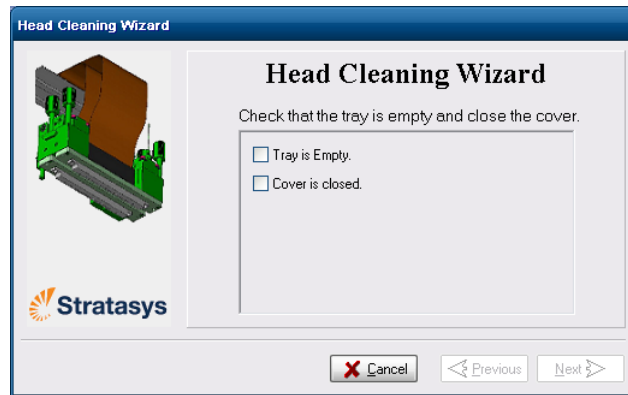 Head Cleaning Wizard
Head Cleaning Wizard
Check that the tray is empty and close the cover.
Tray is Empty.
Cover is closed.
Stratasys
Cancel
Previous
Next